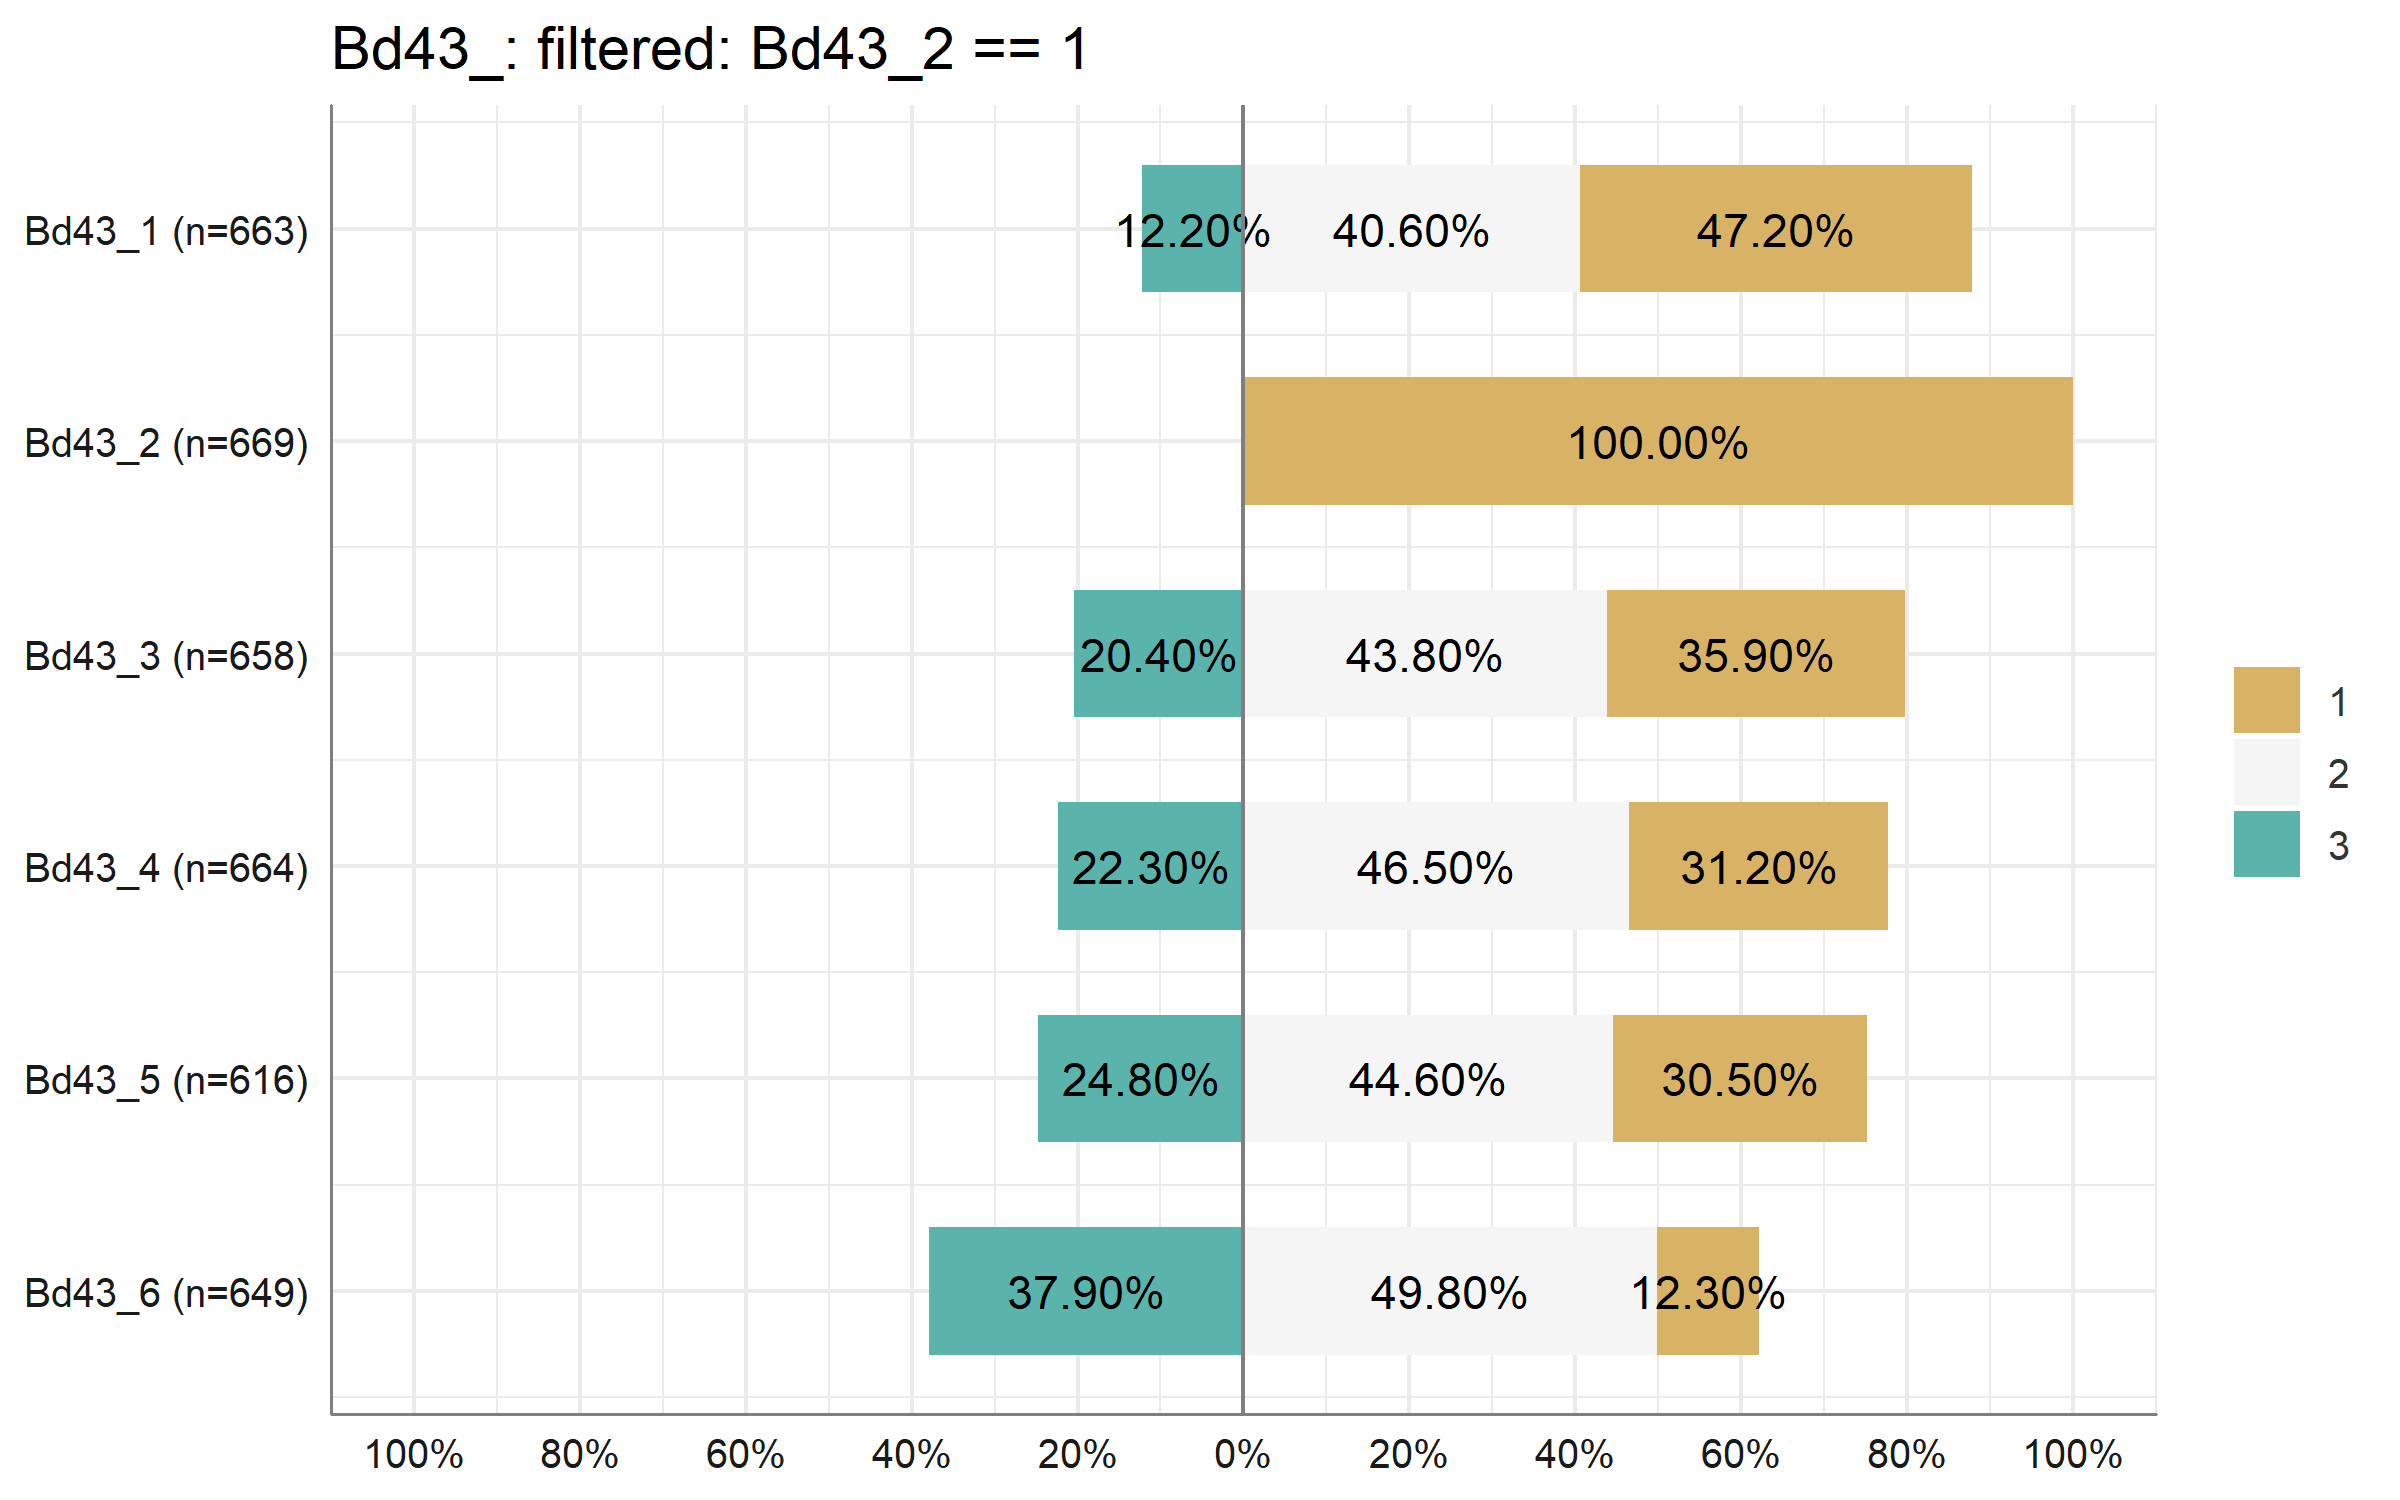 Bd43_: filtered: Bd43_2 == 1
Bd43_1 (n=663) 12.20% 40.60% 47.20%
Bd43_2 (n=669) 100.00%
Bd43_3 (n=658) 20.40% 43.80% 35.90%
Bd43_4 (n=664) 22.30% 46.50% 31.20%
Bd43_5 (n=616) 24.80% 44.60% 30.50%
Bd43_6 (n=649) 37.90% 49.80% 12.30%
100% 80% 60% 40% 20% 0% 20% 40% 60% 80% 100%
1
2
3